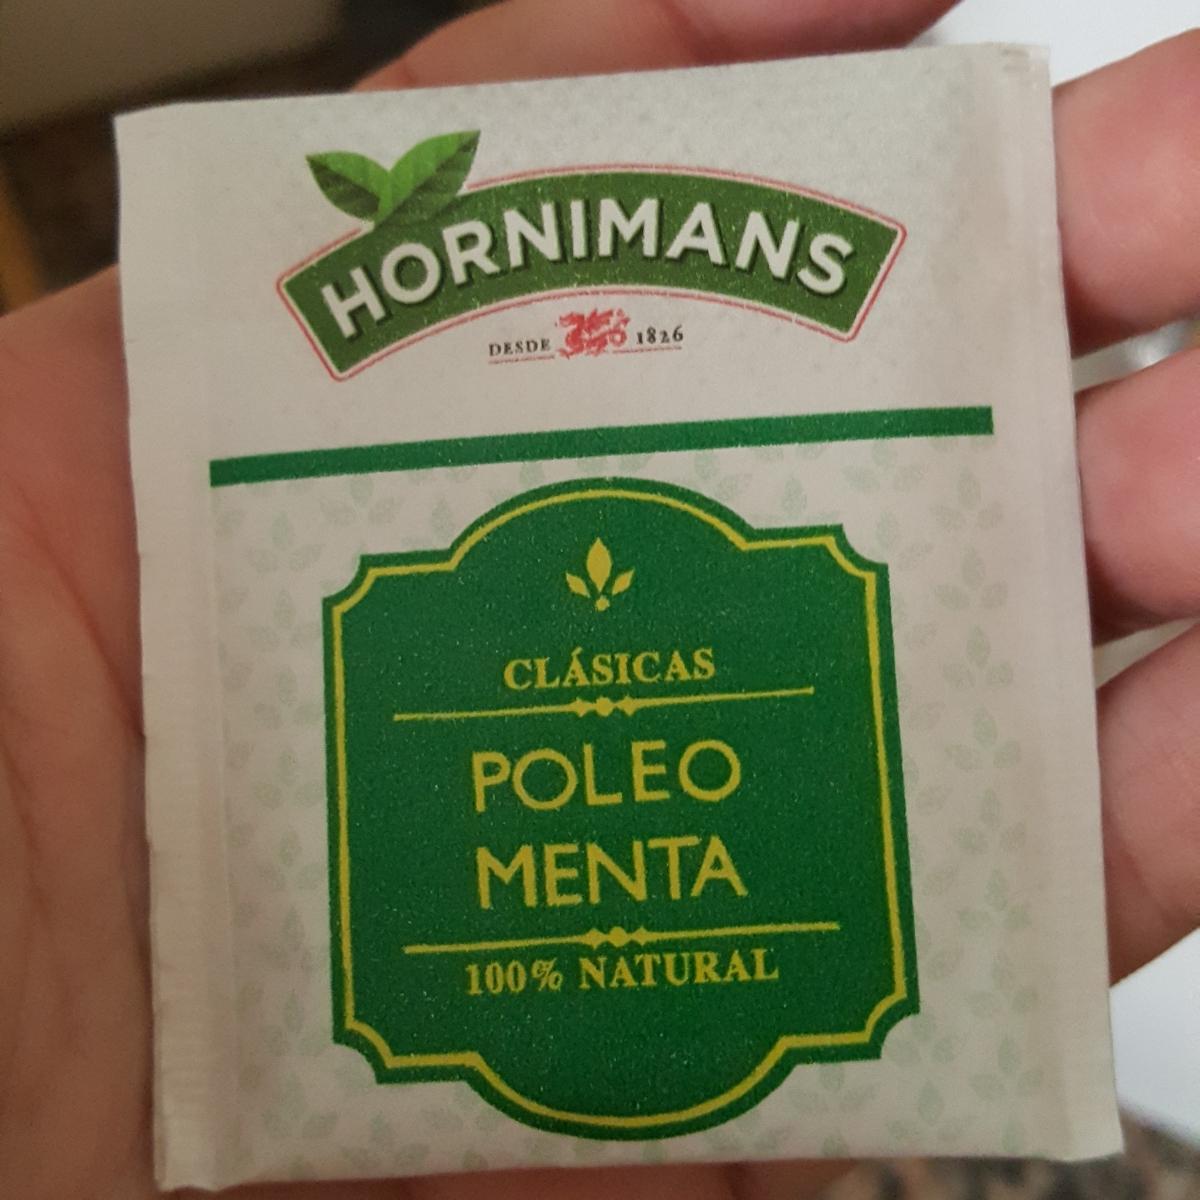 HORNIMANS
DESDE 1826
CLÁSICAS
POLEO
MENTA
100% NATURAL